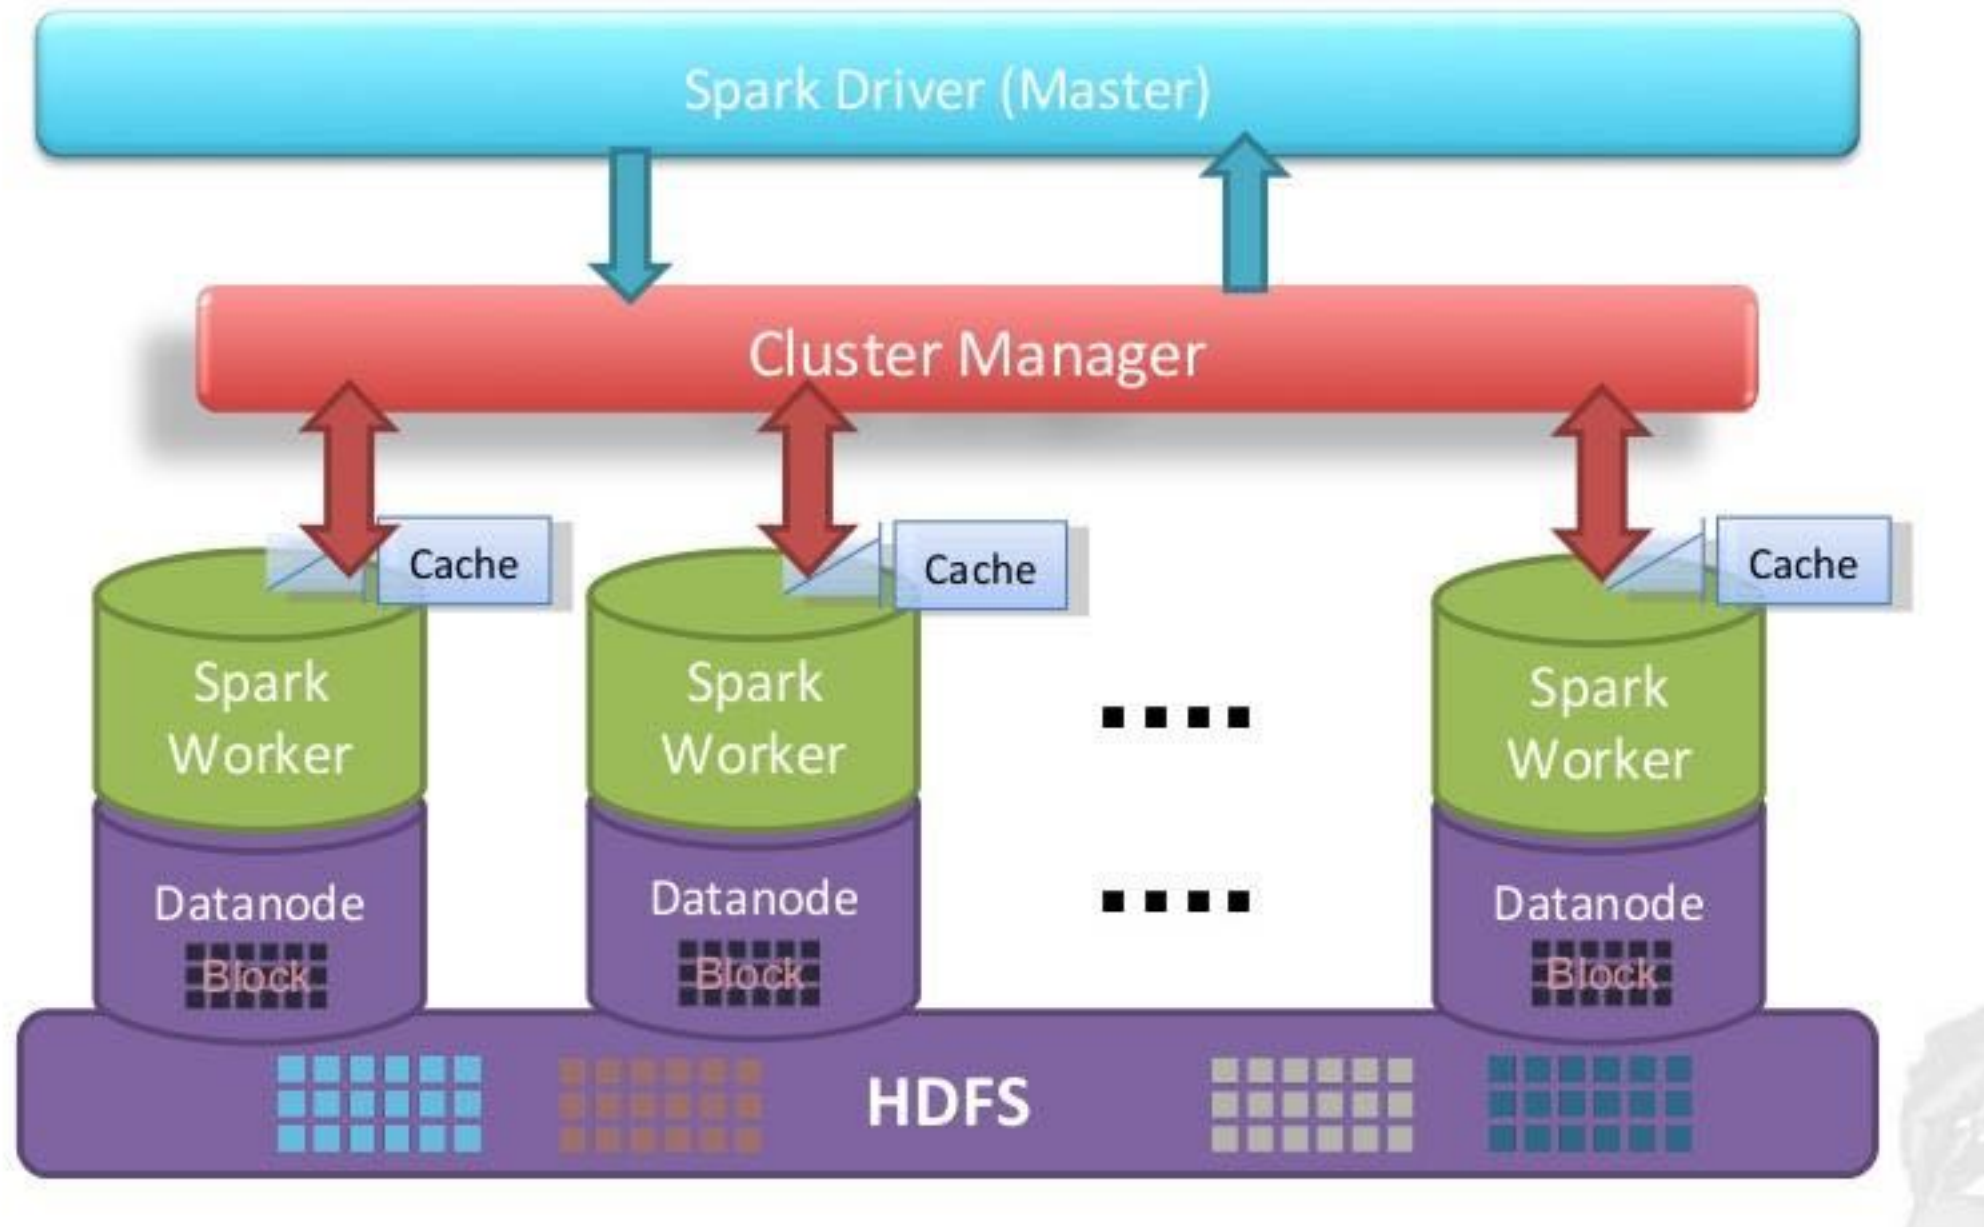 Spark Driver (Master)
Cluster Manager
Cache
Cache
Cache
Spark
Worker
Spark
Worker
Spark
Worker
Datanode
Block
Datanode
Block
Datanode
Block
HDFS